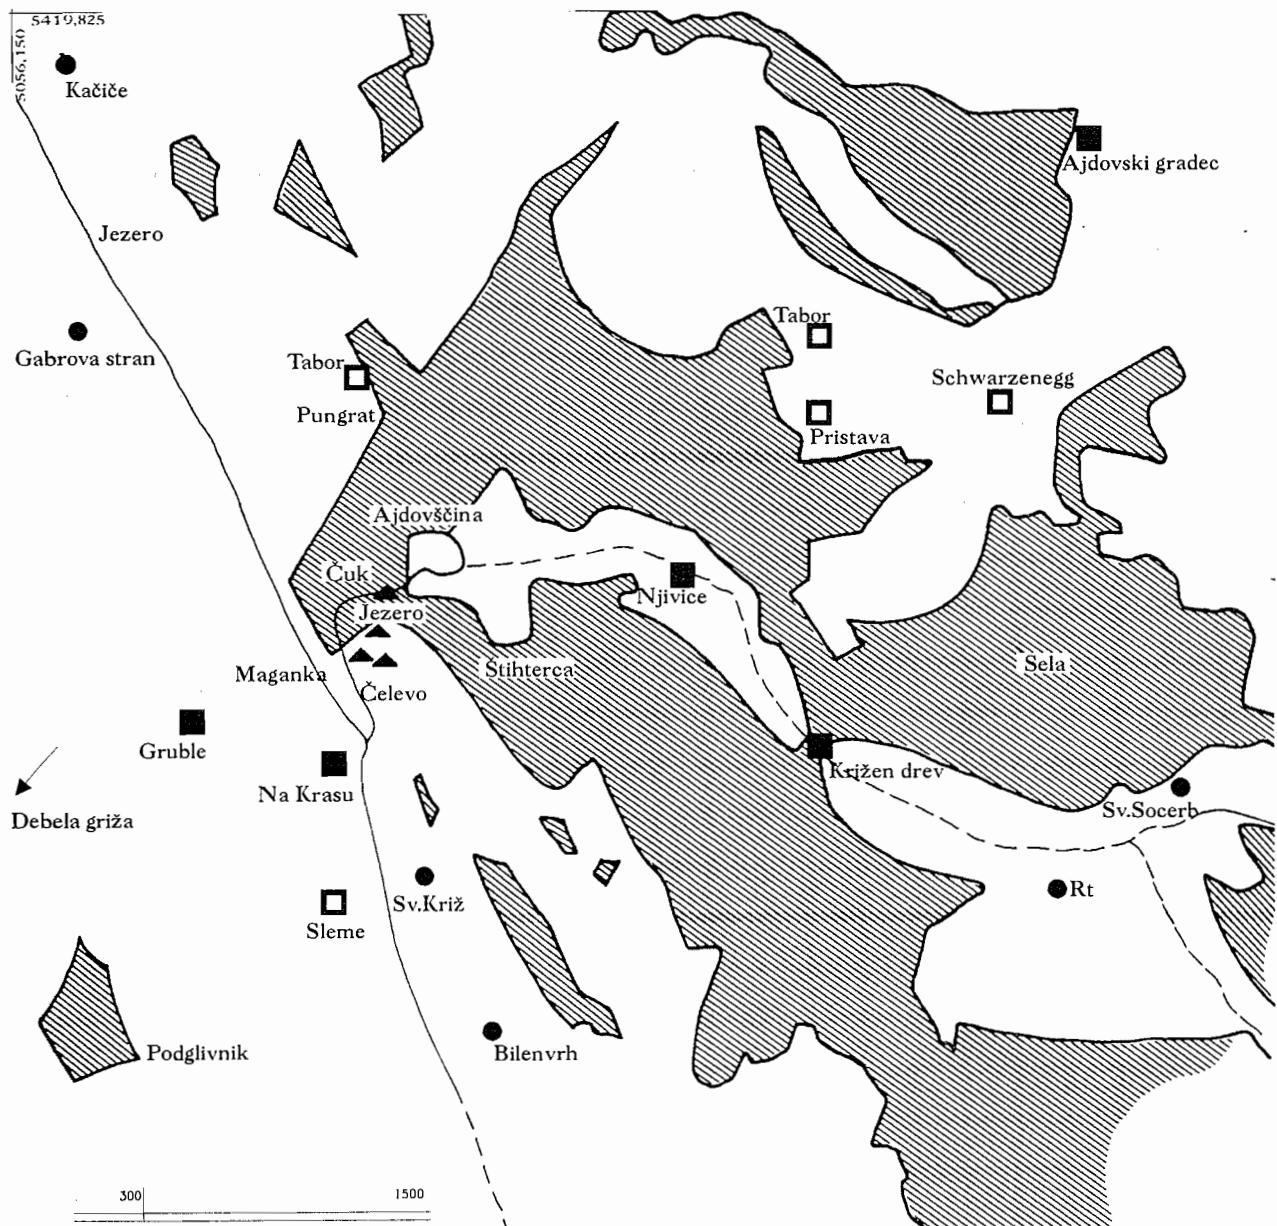 5419,825
5056,150
Kačiče
Ajdovski gradec
Jezero
Tabor
Gabrova stran
Tabor
Schwarzenegg
Pungrat
Pristava
Ajdovščina
Čuk
Njivice
Jezero
Štihterca
Sela
Maganka
Čelevo
Gruble
Križen drev
Na Krasu
Sv.Socerb
Debela griža
Rt
Sv.Križ
Sleme
Podglivnik
Bilenvrh
300
1500